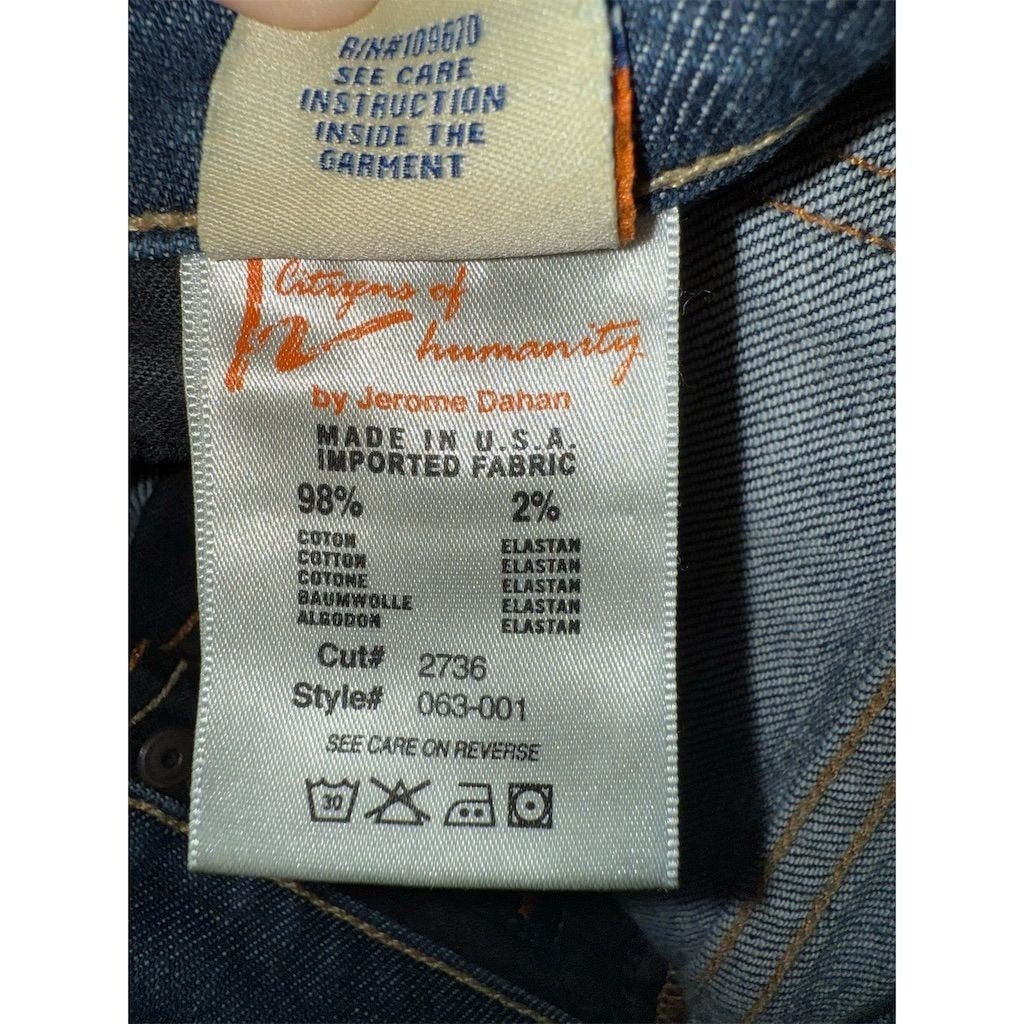 R/N#109670
SEE CARE
INSTRUCTION
INSIDE THE
GARMENT
Citizens of
humanity
by Jerome Dahan
MADE IN U.S.A.
IMPORTED FABRIC
98% 2%
COTON ELASTAN
COTTON ELASTAN
COTONE ELASTAN
BAUMWOLLE ELASTAN
ALGODON ELASTAN
Cut# 2736
Style# 063-001
SEE CARE ON REVERSE
30